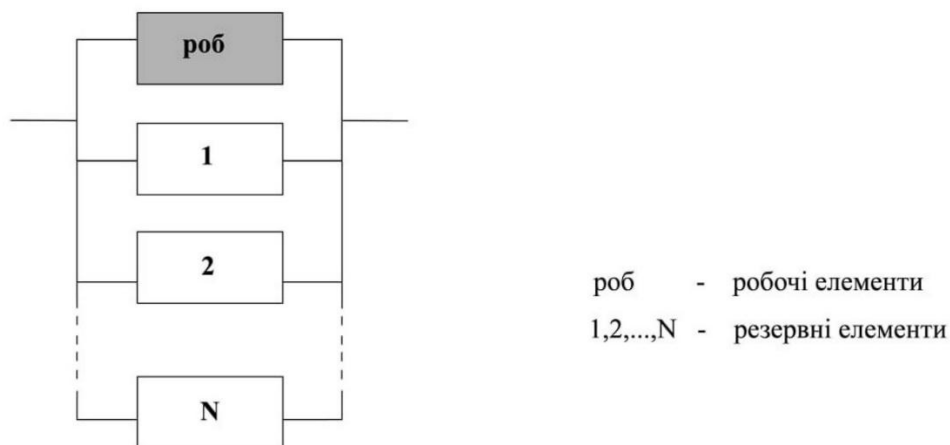 роб
1
2
N
роб - робочі елементи
1,2,...,N - резервні елементи